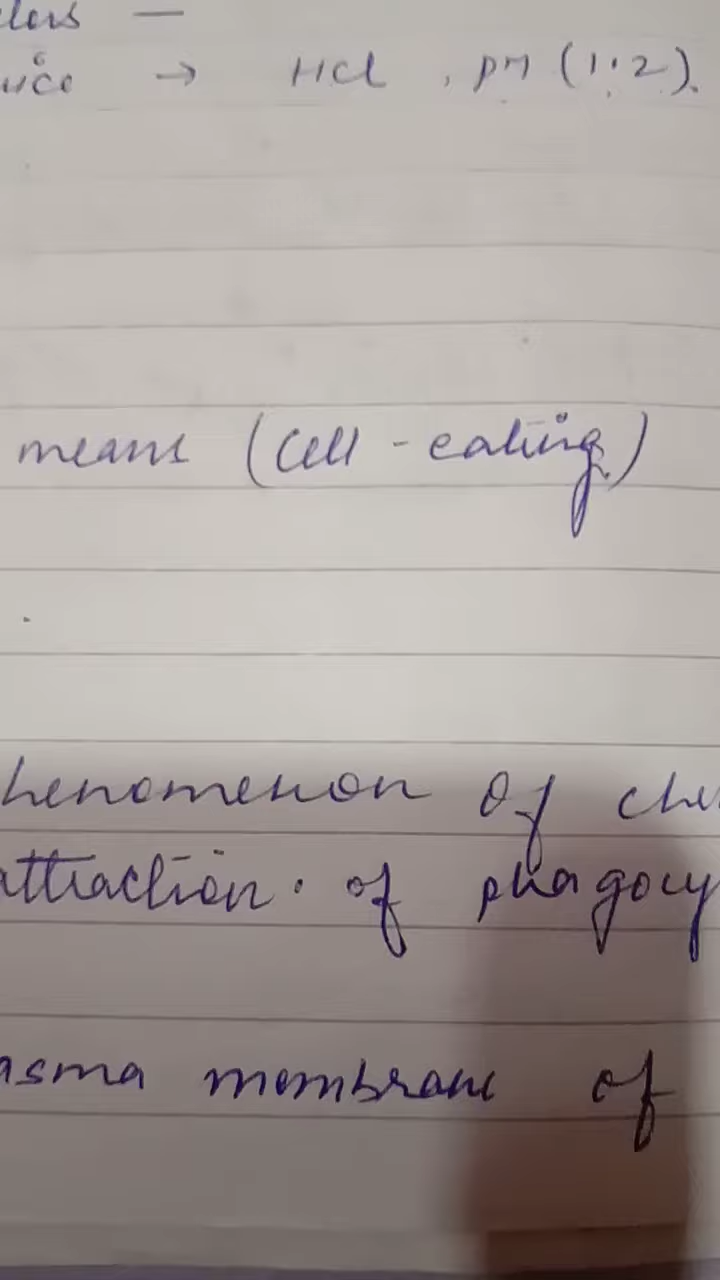 —
→ HCl , pH (1.2).
means (Cell - eating)
henomenon of che
attraction . of phagocy
asma membrane of